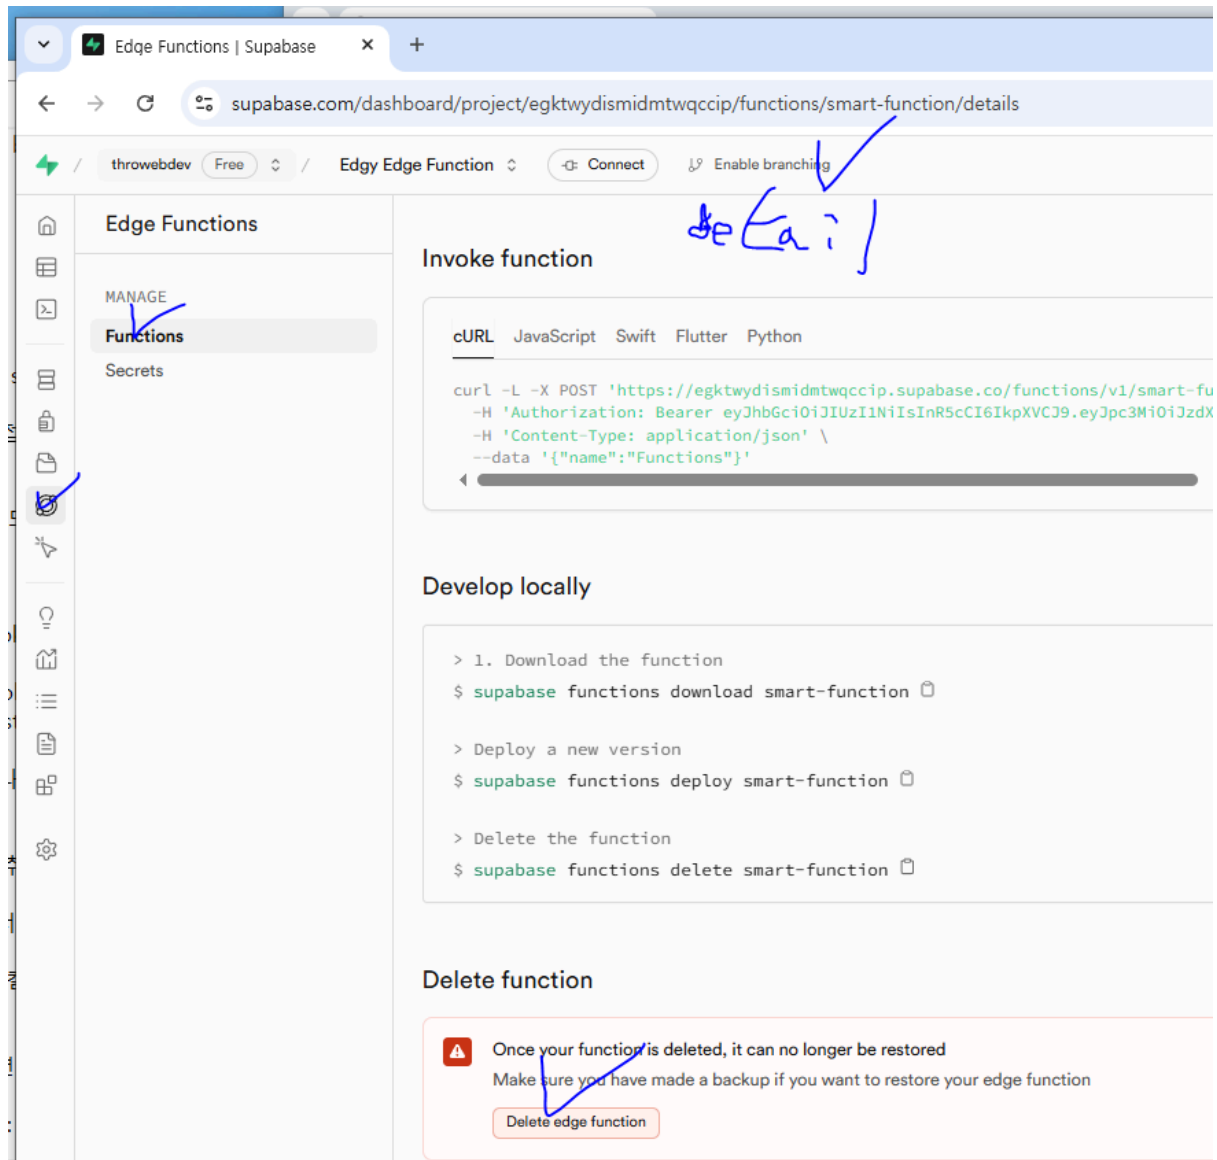 Edge Functions | Supabase
supabase.com/dashboard/project/egktwydismidmtwqccip/functions/smart-function/details
/ throwebdev Free / Edgy Edge Function Connect Enable branching
detail
Edge Functions
MANAGE
Functions
Secrets
Invoke function
cURL JavaScript Swift Flutter Python
curl -L -X POST 'https://egktwydismidmtwqccip.supabase.co/functions/v1/smart-fu
-H 'Authorization: Bearer eyJhbGciOiJIUzI1NiIsInR5cCI6IkpXVCJ9.eyJpc3MiOiJzdX
-H 'Content-Type: application/json' \
--data '{"name":"Functions"}'
Develop locally
> 1. Download the function
$ supabase functions download smart-function
> Deploy a new version
$ supabase functions deploy smart-function
> Delete the function
$ supabase functions delete smart-function
Delete function
Once your function is deleted, it can no longer be restored
Make sure you have made a backup if you want to restore your edge function
Delete edge function